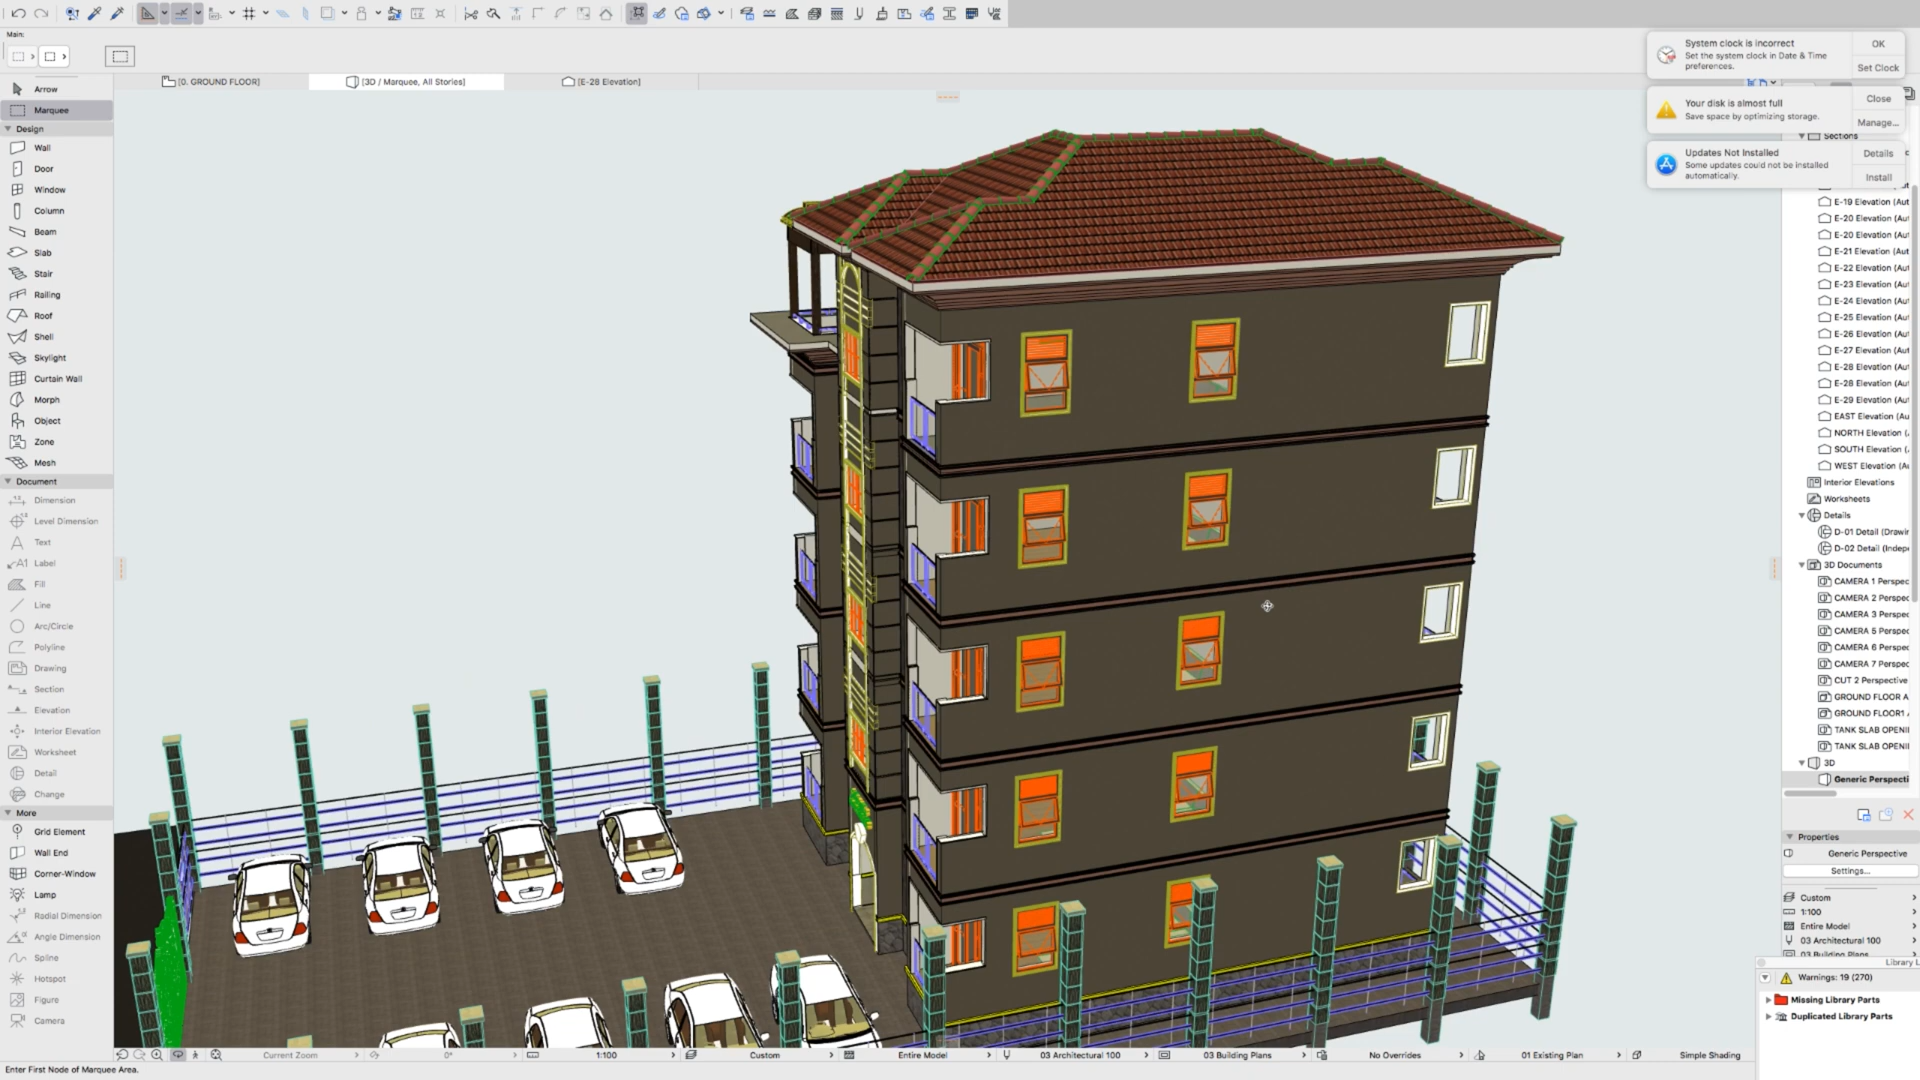 Main:
[0. GROUND FLOOR]
[3D / Marquee, All Stories]
[E-28 Elevation]
Arrow
Marquee
Design
Wall
Door
Window
Column
Beam
Slab
Stair
Railing
Roof
Shell
Skylight
Curtain Wall
Morph
Object
Zone
Mesh
Document
Dimension
Level Dimension
Text
Label
Fill
Line
Arc/Circle
Polyline
Drawing
Section
Elevation
Interior Elevation
Worksheet
Detail
Change
More
Grid Element
Wall End
Corner-Window
Lamp
Radial Dimension
Angle Dimension
Spline
Hotspot
Figure
Camera
System clock is incorrect
Set the system clock in Date & Time
preferences.
OK
Set Clock
Your disk is almost full
Save space by optimizing storage.
Close
Manage...
Sections
Updates Not Installed
Some updates could not be installed
automatically.
Details
Install
E-19 Elevation (Aut
E-20 Elevation (Aut
E-20 Elevation (Aut
E-21 Elevation (Aut
E-22 Elevation (Aut
E-23 Elevation (Aut
E-24 Elevation (Aut
E-25 Elevation (Aut
E-26 Elevation (Aut
E-27 Elevation (Aut
E-28 Elevation (Aut
E-28 Elevation (Aut
E-29 Elevation (Aut
EAST Elevation (Au
NORTH Elevation (
SOUTH Elevation (
WEST Elevation (A
Interior Elevations
Worksheets
Details
D-01 Detail (Drawin
D-02 Detail (Indepe
3D Documents
CAMERA 1 Perspec
CAMERA 2 Perspec
CAMERA 3 Perspec
CAMERA 5 Perspec
CAMERA 6 Perspec
CAMERA 7 Perspec
CUT 2 Perspective
GROUND FLOOR A
GROUND FLOOR1
TANK SLAB OPENI
TANK SLAB OPENI
3D
Generic Perspecti
Properties
Generic Perspective
Settings...
Custom
1:100
Entire Model
03 Architectural 100
03 Building Plans
Library L
Warnings: 19 (270)
Missing Library Parts
Duplicated Library Parts
Current Zoom
0°
1:100
Custom
Entire Model
03 Architectural 100
03 Building Plans
No Overrides
01 Existing Plan
Simple Shading
Enter First Node of Marquee Area.